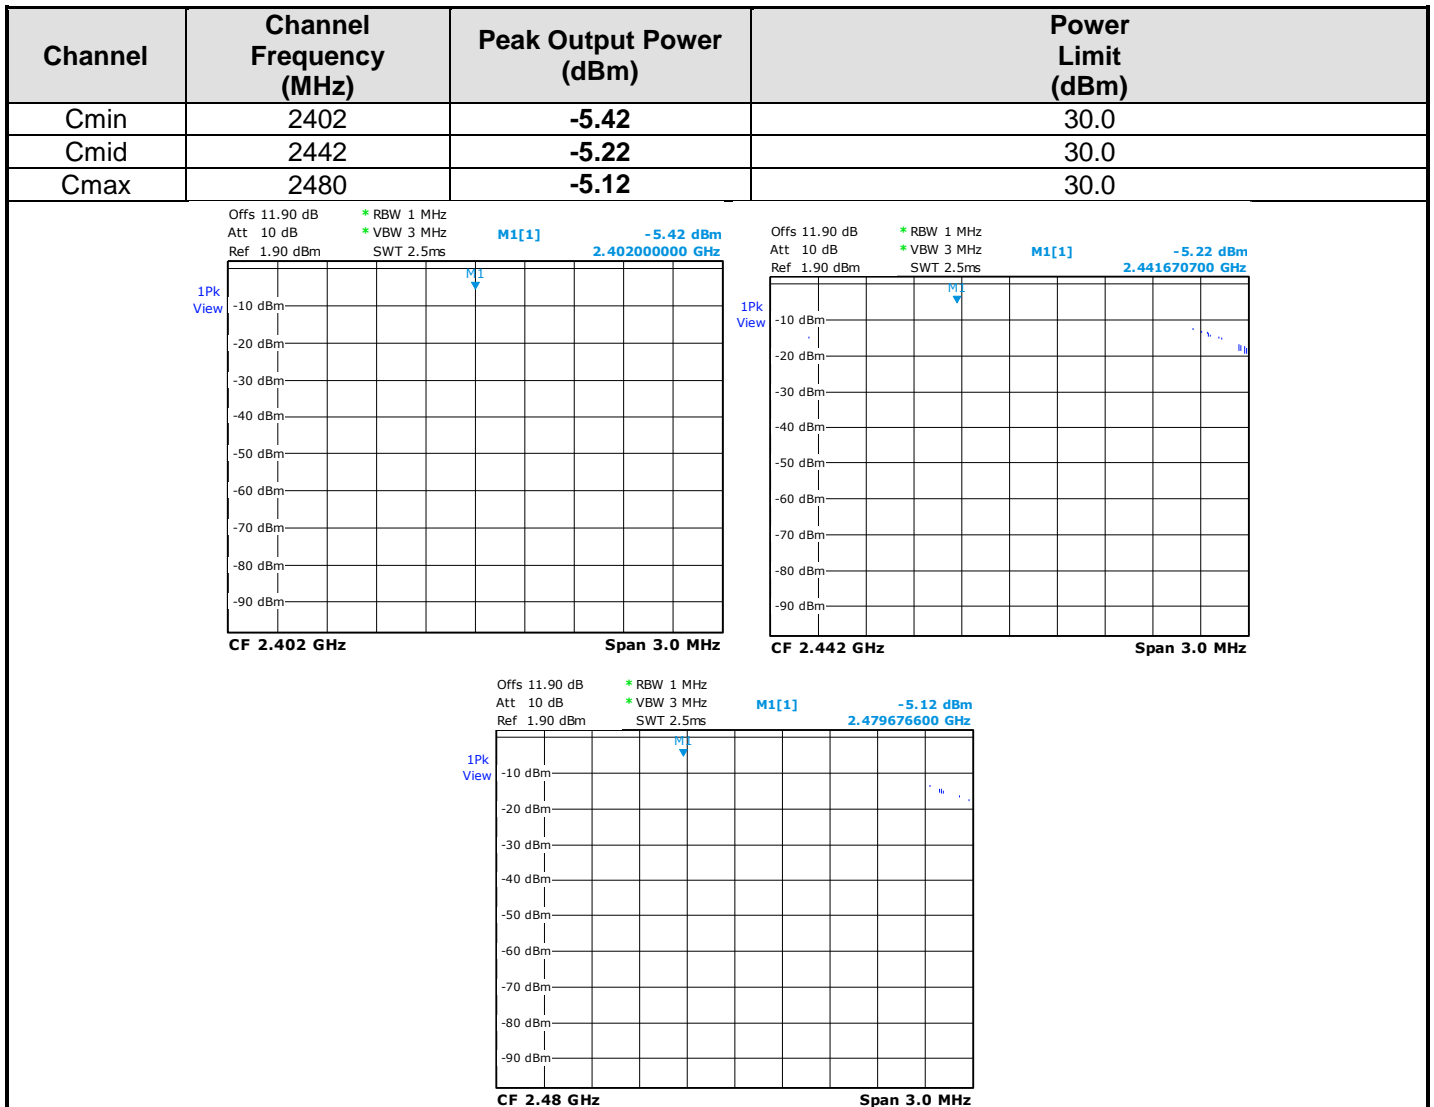 Channel
Channel Frequency (MHz)
Peak Output Power (dBm)
Power Limit (dBm)
Cmin 2402 -5.42 30.0
Cmid 2442 -5.22 30.0
Cmax 2480 -5.12 30.0
Offs 11.90 dB * RBW 1 MHz
Att 10 dB * VBW 3 MHz M1[1] -5.42 dBm
Ref 1.90 dBm SWT 2.5ms 2.402000000 GHz
M1
1Pk
View
-10 dBm
-20 dBm
-30 dBm
-40 dBm
-50 dBm
-60 dBm
-70 dBm
-80 dBm
-90 dBm
CF 2.402 GHz Span 3.0 MHz
Offs 11.90 dB * RBW 1 MHz
Att 10 dB * VBW 3 MHz M1[1] -5.22 dBm
Ref 1.90 dBm SWT 2.5ms 2.441670700 GHz
M1
1Pk
View
-10 dBm
-20 dBm
-30 dBm
-40 dBm
-50 dBm
-60 dBm
-70 dBm
-80 dBm
-90 dBm
CF 2.442 GHz Span 3.0 MHz
Offs 11.90 dB * RBW 1 MHz
Att 10 dB * VBW 3 MHz M1[1] -5.12 dBm
Ref 1.90 dBm SWT 2.5ms 2.479676600 GHz
M1
1Pk
View
-10 dBm
-20 dBm
-30 dBm
-40 dBm
-50 dBm
-60 dBm
-70 dBm
-80 dBm
-90 dBm
CF 2.48 GHz Span 3.0 MHz